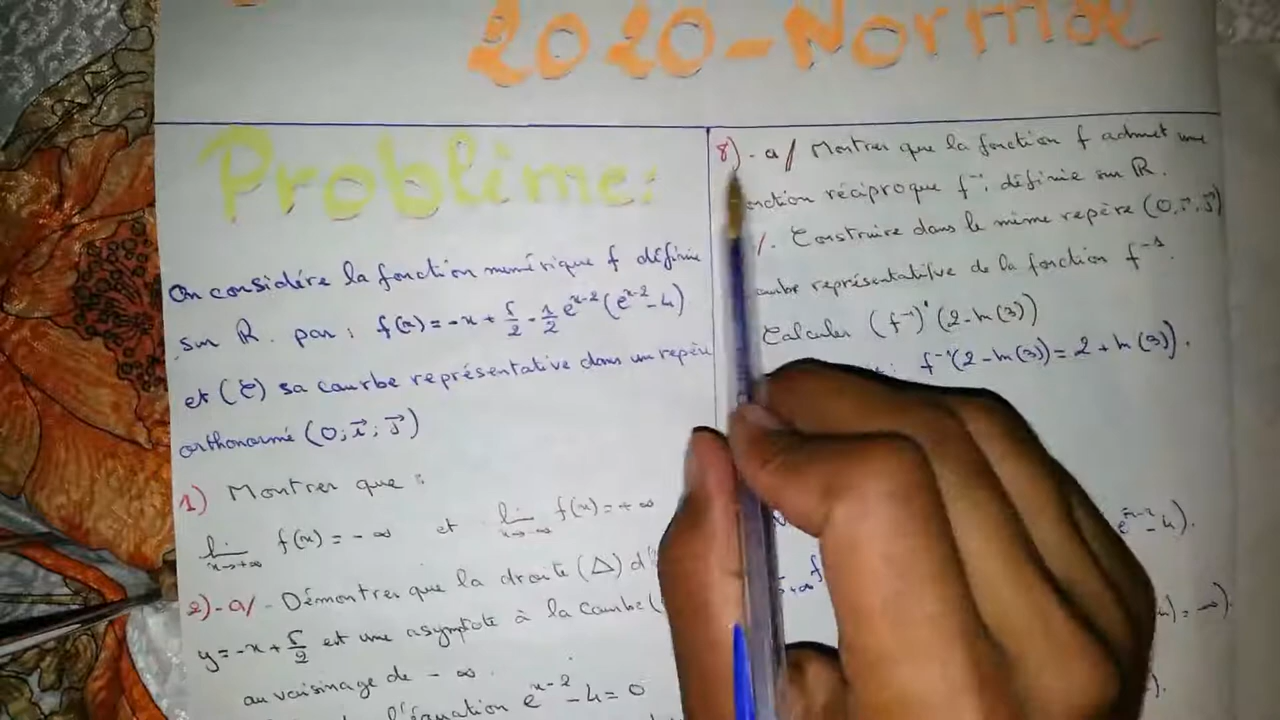 2020-Normal
Problème:
On considère la fonction numérique f définie
sur R. par: f(x)=-x+5/2-1/2e^{x-2}(e^{x-2}-4)
et (C) sa courbe représentative dans un repère
orthonormé (O;i⃗;j⃗)
1) Montrer que:
lim x→+∞ f(x)=-∞ et lim x→-∞ f(x)=+∞
2)-a/- Démontrer que la droite (Δ) d'
y=-x+5/2 est une asymptote à la courbe (
au voisinage de -∞.
l'équation e^{x-2}-4=0
8)-a/ Montrer que la fonction f admet une
fonction réciproque f⁻¹ définie sur R.
/. Construire dans le même repère (O,i⃗,j⃗)
courbe représentative de la fonction f⁻¹.
Calculer (f⁻¹)'(2-ln(3))
f⁻¹(2-ln(3))=2+ln(3)).
e^{x-2}-4).
=-∞).